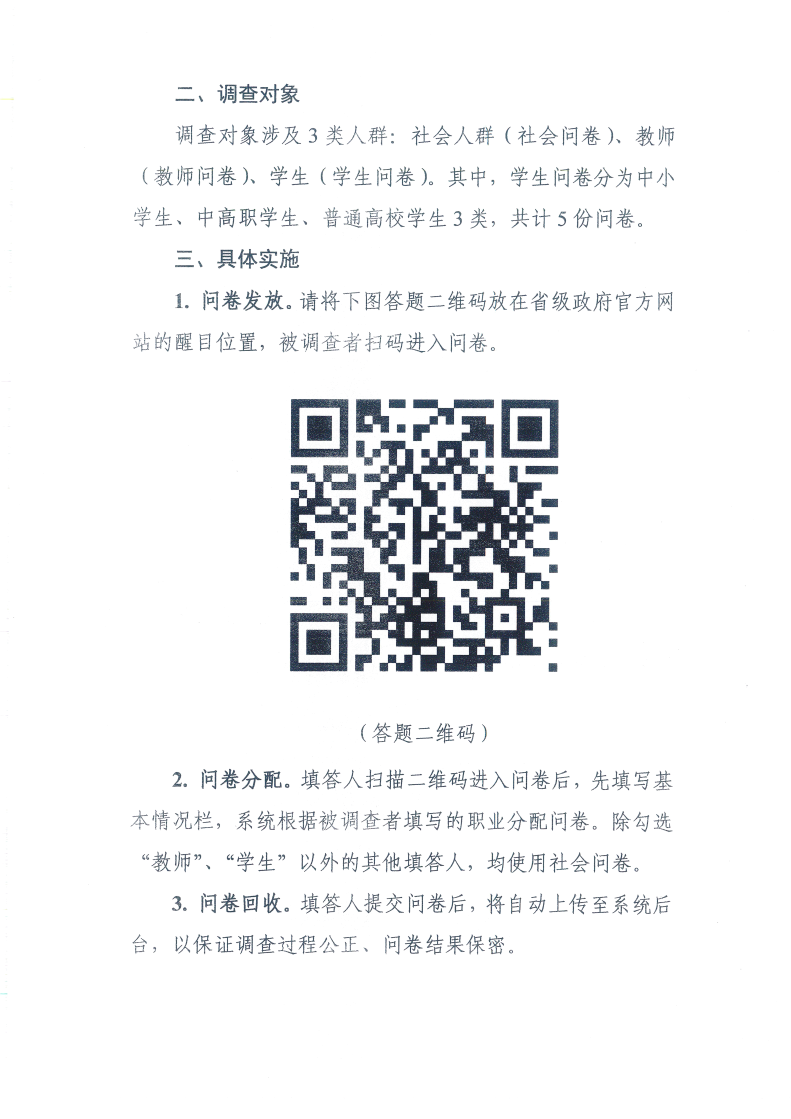 二、调查对象
调查对象涉及 3 类人群：社会人群（社会问卷）、教师
（教师问卷）、学生（学生问卷）。其中，学生问卷分为中小
学生、中高职学生、普通高校学生 3 类，共计 5 份问卷。
三、具体实施
1. 问卷发放。请将下图答题二维码放在省级政府官方网
站的醒目位置，被调查者扫码进入问卷。
（答题二维码）
2. 问卷分配。填答人扫描二维码进入问卷后，先填写基
本情况栏，系统根据被调查者填写的职业分配问卷。除勾选
“教师”、“学生”以外的其他填答人，均使用社会问卷。
3. 问卷回收。填答人提交问卷后，将自动上传至系统后
台，以保证调查过程公正、问卷结果保密。